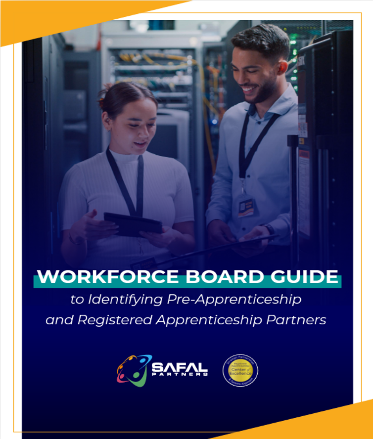 WORKFORCE BOARD GUIDE
to Identifying Pre-Apprenticeship
and Registered Apprenticeship Partners
SAFAL
PARTNERS